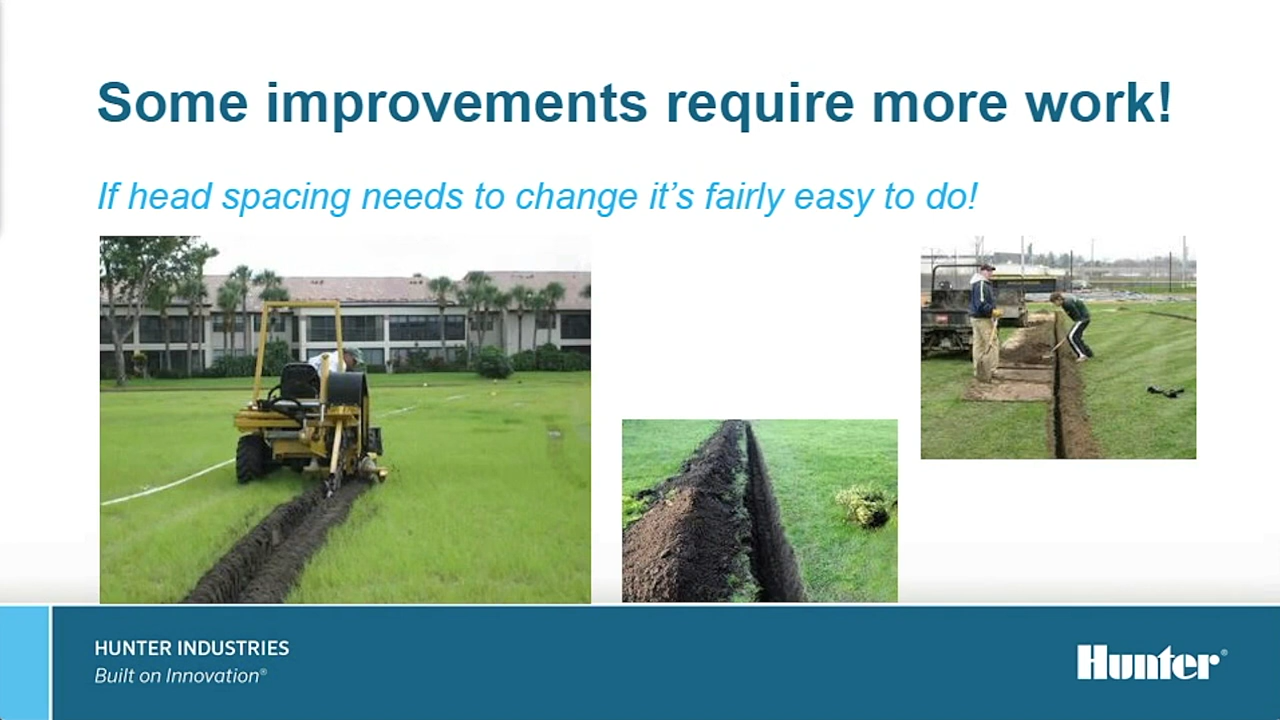 Some improvements require more work!
If head spacing needs to change it's fairly easy to do!
HUNTER INDUSTRIES
Built on Innovation®
Hunter®